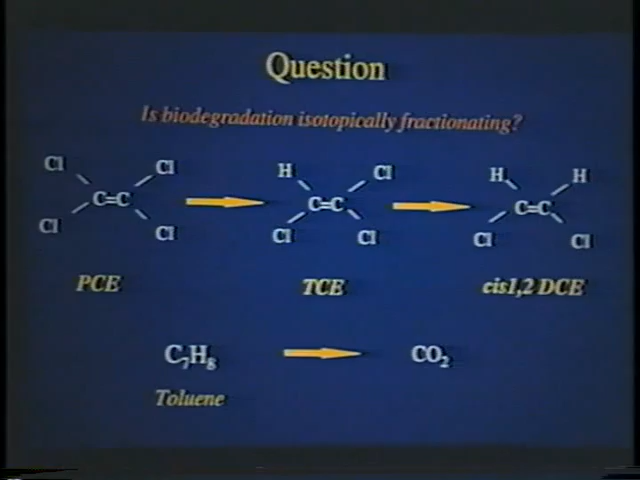 Question
Is biodegradation isotopically fractionating?
Cl Cl H Cl H H
C=C C=C C=C
Cl Cl Cl Cl Cl Cl
PCE TCE cis1,2 DCE
C₇H₈ CO₂
Toluene